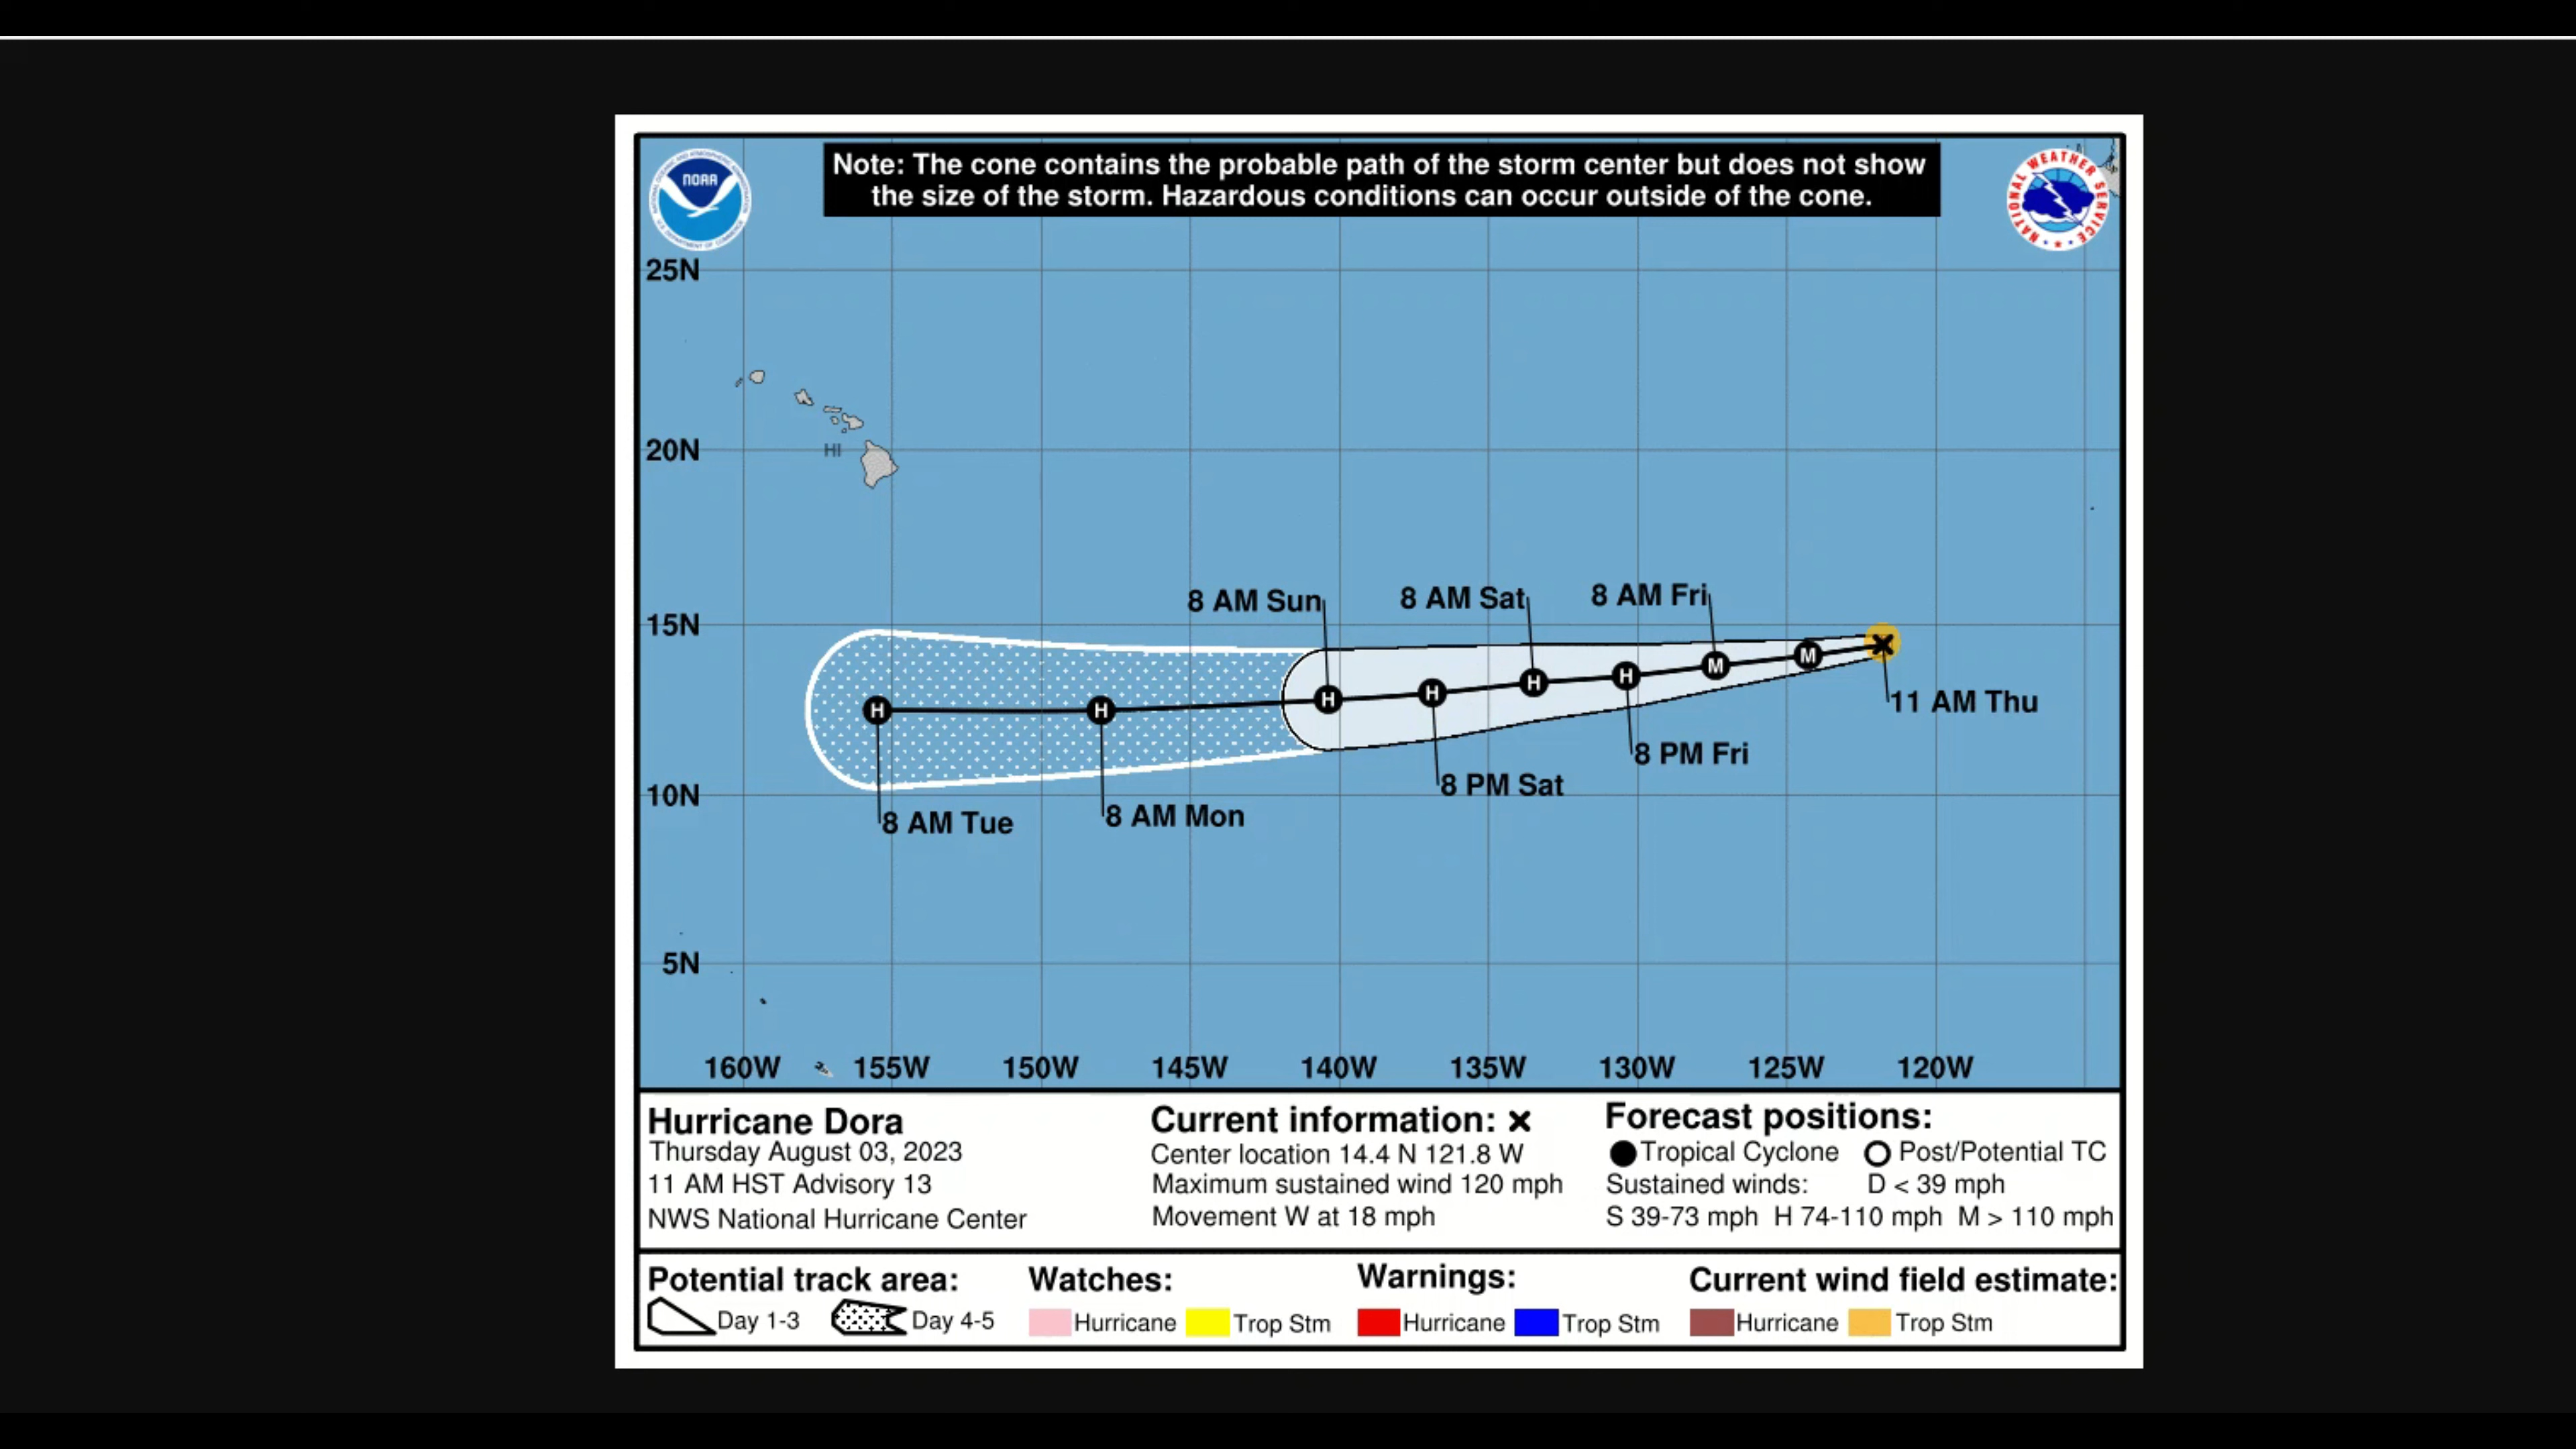 Note: The cone contains the probable path of the storm center but does not show
the size of the storm. Hazardous conditions can occur outside of the cone.
NOAA
NATIONAL WEATHER SERVICE
25N
20N
HI
15N
10N
5N
8 AM Sun
8 AM Sat
8 AM Fri
H
H
H
H
H
H
M
M
11 AM Thu
8 PM Fri
8 PM Sat
8 AM Mon
8 AM Tue
160W 155W 150W 145W 140W 135W 130W 125W 120W
Hurricane Dora
Thursday August 03, 2023
11 AM HST Advisory 13
NWS National Hurricane Center
Current information: ×
Center location 14.4 N 121.8 W
Maximum sustained wind 120 mph
Movement W at 18 mph
Forecast positions:
Tropical Cyclone Post/Potential TC
Sustained winds: D < 39 mph
S 39-73 mph H 74-110 mph M > 110 mph
Potential track area:
Day 1-3 Day 4-5
Watches:
Hurricane Trop Stm
Warnings:
Hurricane Trop Stm
Current wind field estimate:
Hurricane Trop Stm